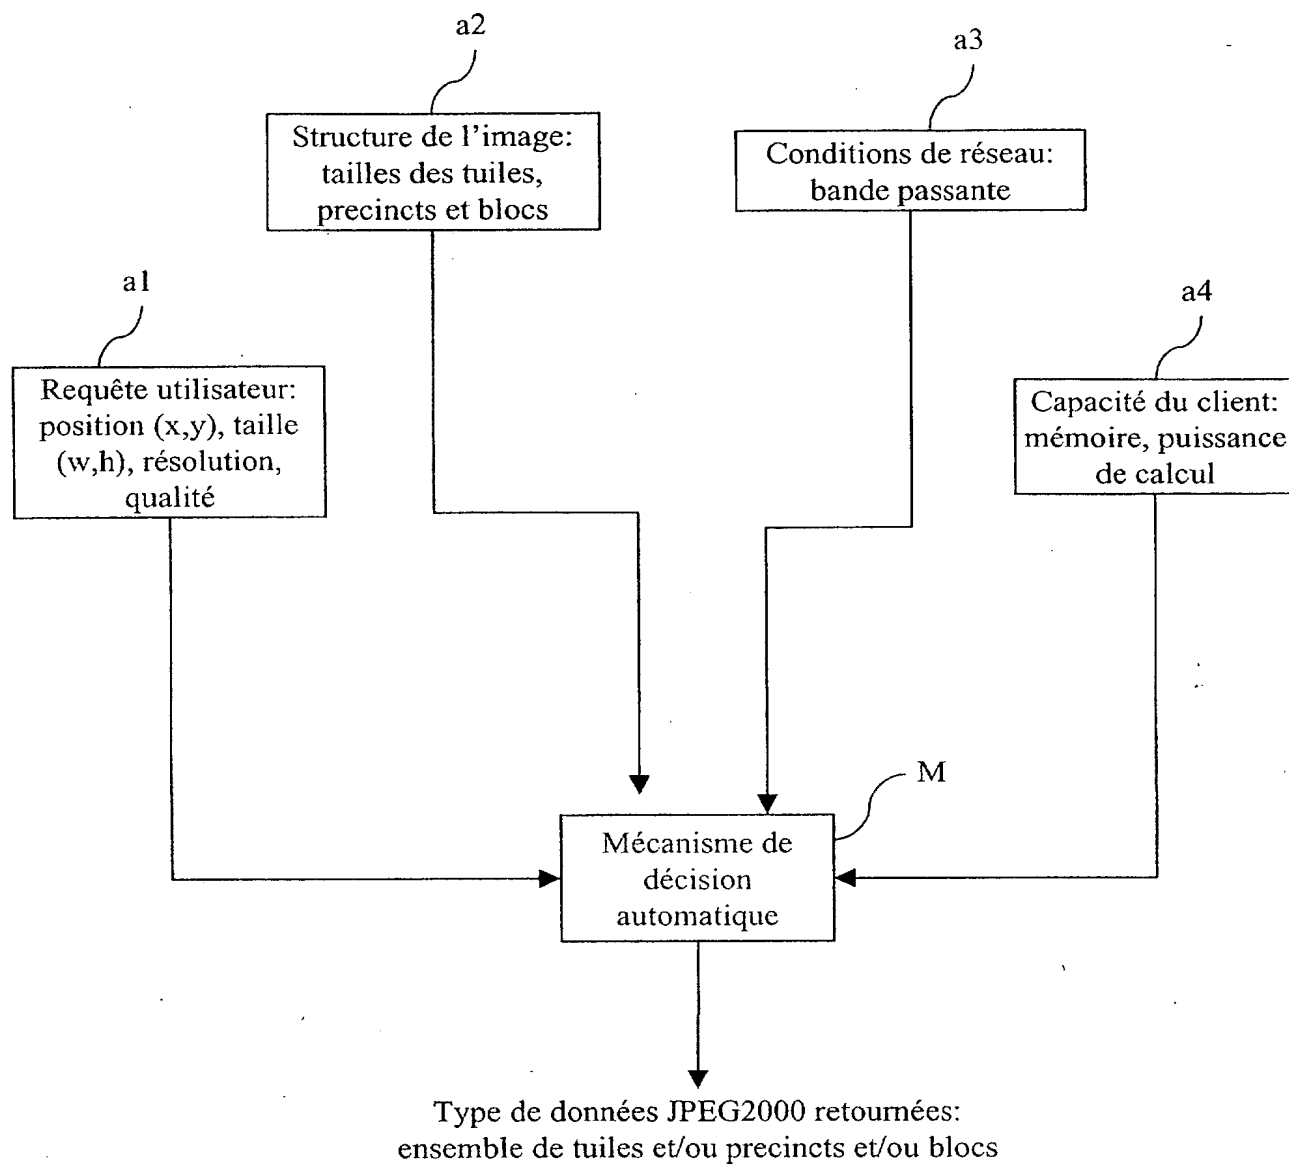 a2
a3
Structure de l'image:
tailles des tuiles,
precincts et blocs
Conditions de réseau:
bande passante
a1
a4
Requête utilisateur:
position (x,y), taille
(w,h), résolution,
qualité
Capacité du client:
mémoire, puissance
de calcul
M
Mécanisme de
décision
automatique
Type de données JPEG2000 retournées:
ensemble de tuiles et/ou precincts et/ou blocs